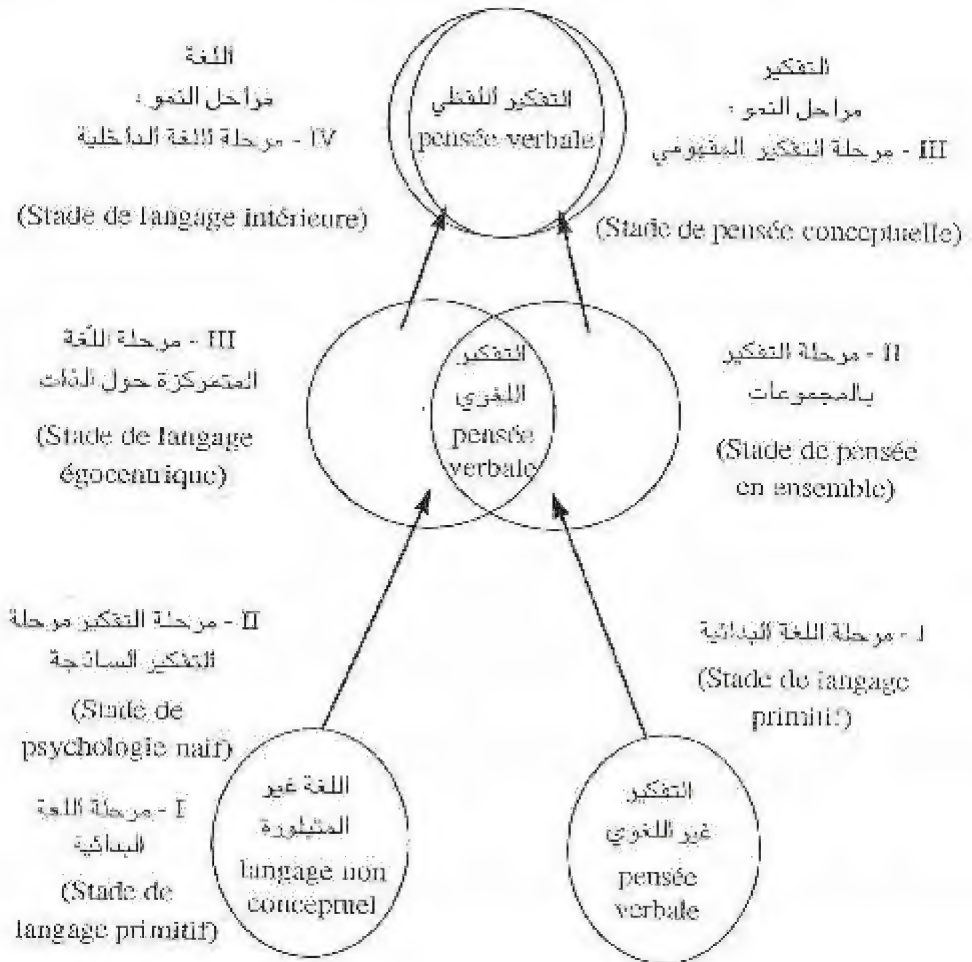 اللغة
مراحل النمو :
IV - مرحلة اللغة الداخلية
(Stade de langage intérieure)
التفكير اللفظي
pensée-verbale
التفكير
مراحل النمو :
III - مرحلة التفكير المفهومي
(Stade de pensée conceptuelle)
III - مرحلة اللغة
المتمركزة حول الذات
(Stade de langage
égocentrique)
التفكير
اللغوي
pensée
verbale
II - مرحلة التفكير
بالمجموعات
(Stade de pensée
en ensemble)
II - مرحلة التفكير مرحلة
التفكير الساذجة
(Stade de
psychologie naif)
I - مرحلة اللغة
البدائية
(Stade de
langage primitif)
اللغة غير
المتبلورة
langage non
conceptuel
I - مرحلة اللغة البدائية
(Stade de langage
primitif)
التفكير
غير اللغوي
pensée
verbale